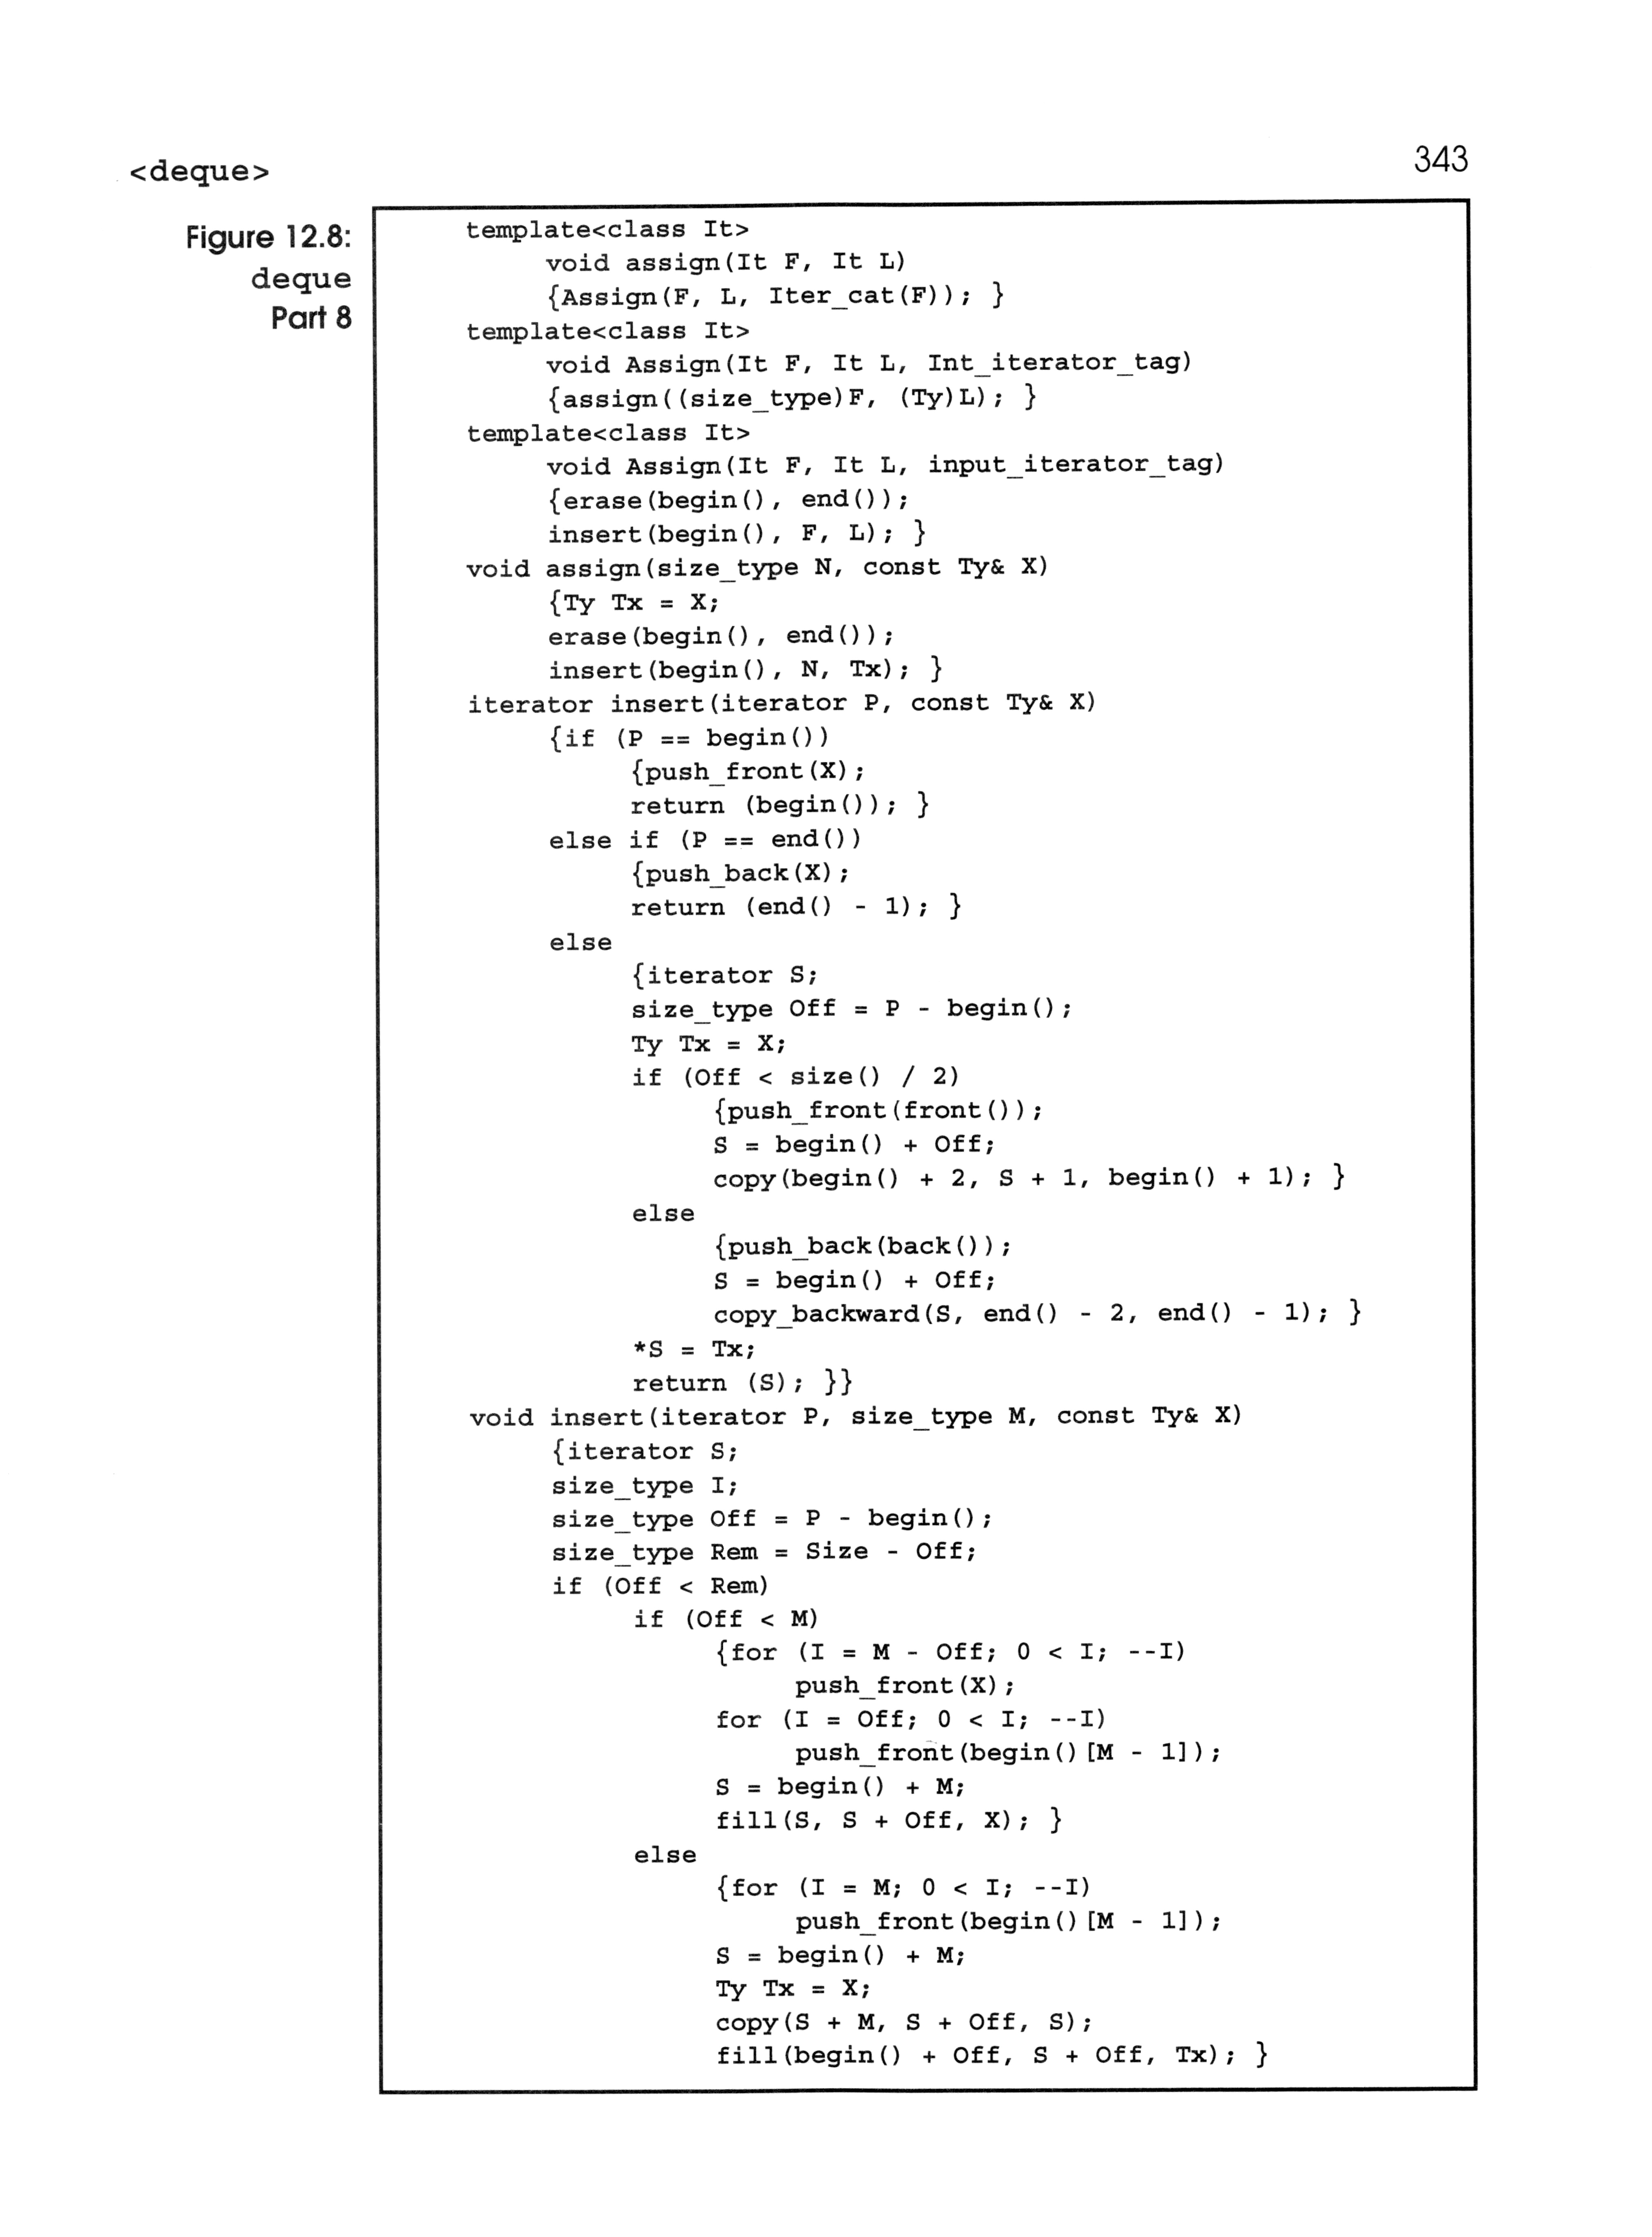 <deque>
343
Figure 12.8:
deque
Part 8
template<class It>
void assign(It F, It L)
{Assign(F, L, Iter_cat(F)); }
template<class It>
void Assign(It F, It L, Int_iterator_tag)
{assign((size_type)F, (Ty)L); }
template<class It>
void Assign(It F, It L, input_iterator_tag)
{erase(begin(), end());
insert(begin(), F, L); }
void assign(size_type N, const Ty& X)
{Ty Tx = X;
erase(begin(), end());
insert(begin(), N, Tx); }
iterator insert(iterator P, const Ty& X)
{if (P == begin())
{push_front(X);
return (begin()); }
else if (P == end())
{push_back(X);
return (end() - 1); }
else
{iterator S;
size_type Off = P - begin();
Ty Tx = X;
if (Off < size() / 2)
{push_front(front());
S = begin() + Off;
copy(begin() + 2, S + 1, begin() + 1); }
else
{push_back(back());
S = begin() + Off;
copy_backward(S, end() - 2, end() - 1); }
*S = Tx;
return (S); }}
void insert(iterator P, size_type M, const Ty& X)
{iterator S;
size_type I;
size_type Off = P - begin();
size_type Rem = Size - Off;
if (Off < Rem)
if (Off < M)
{for (I = M - Off; 0 < I; --I)
push_front(X);
for (I = Off; 0 < I; --I)
push_front(begin()[M - 1]);
S = begin() + M;
fill(S, S + Off, X); }
else
{for (I = M; 0 < I; --I)
push_front(begin()[M - 1]);
S = begin() + M;
Ty Tx = X;
copy(S + M, S + Off, S);
fill(begin() + Off, S + Off, Tx); }